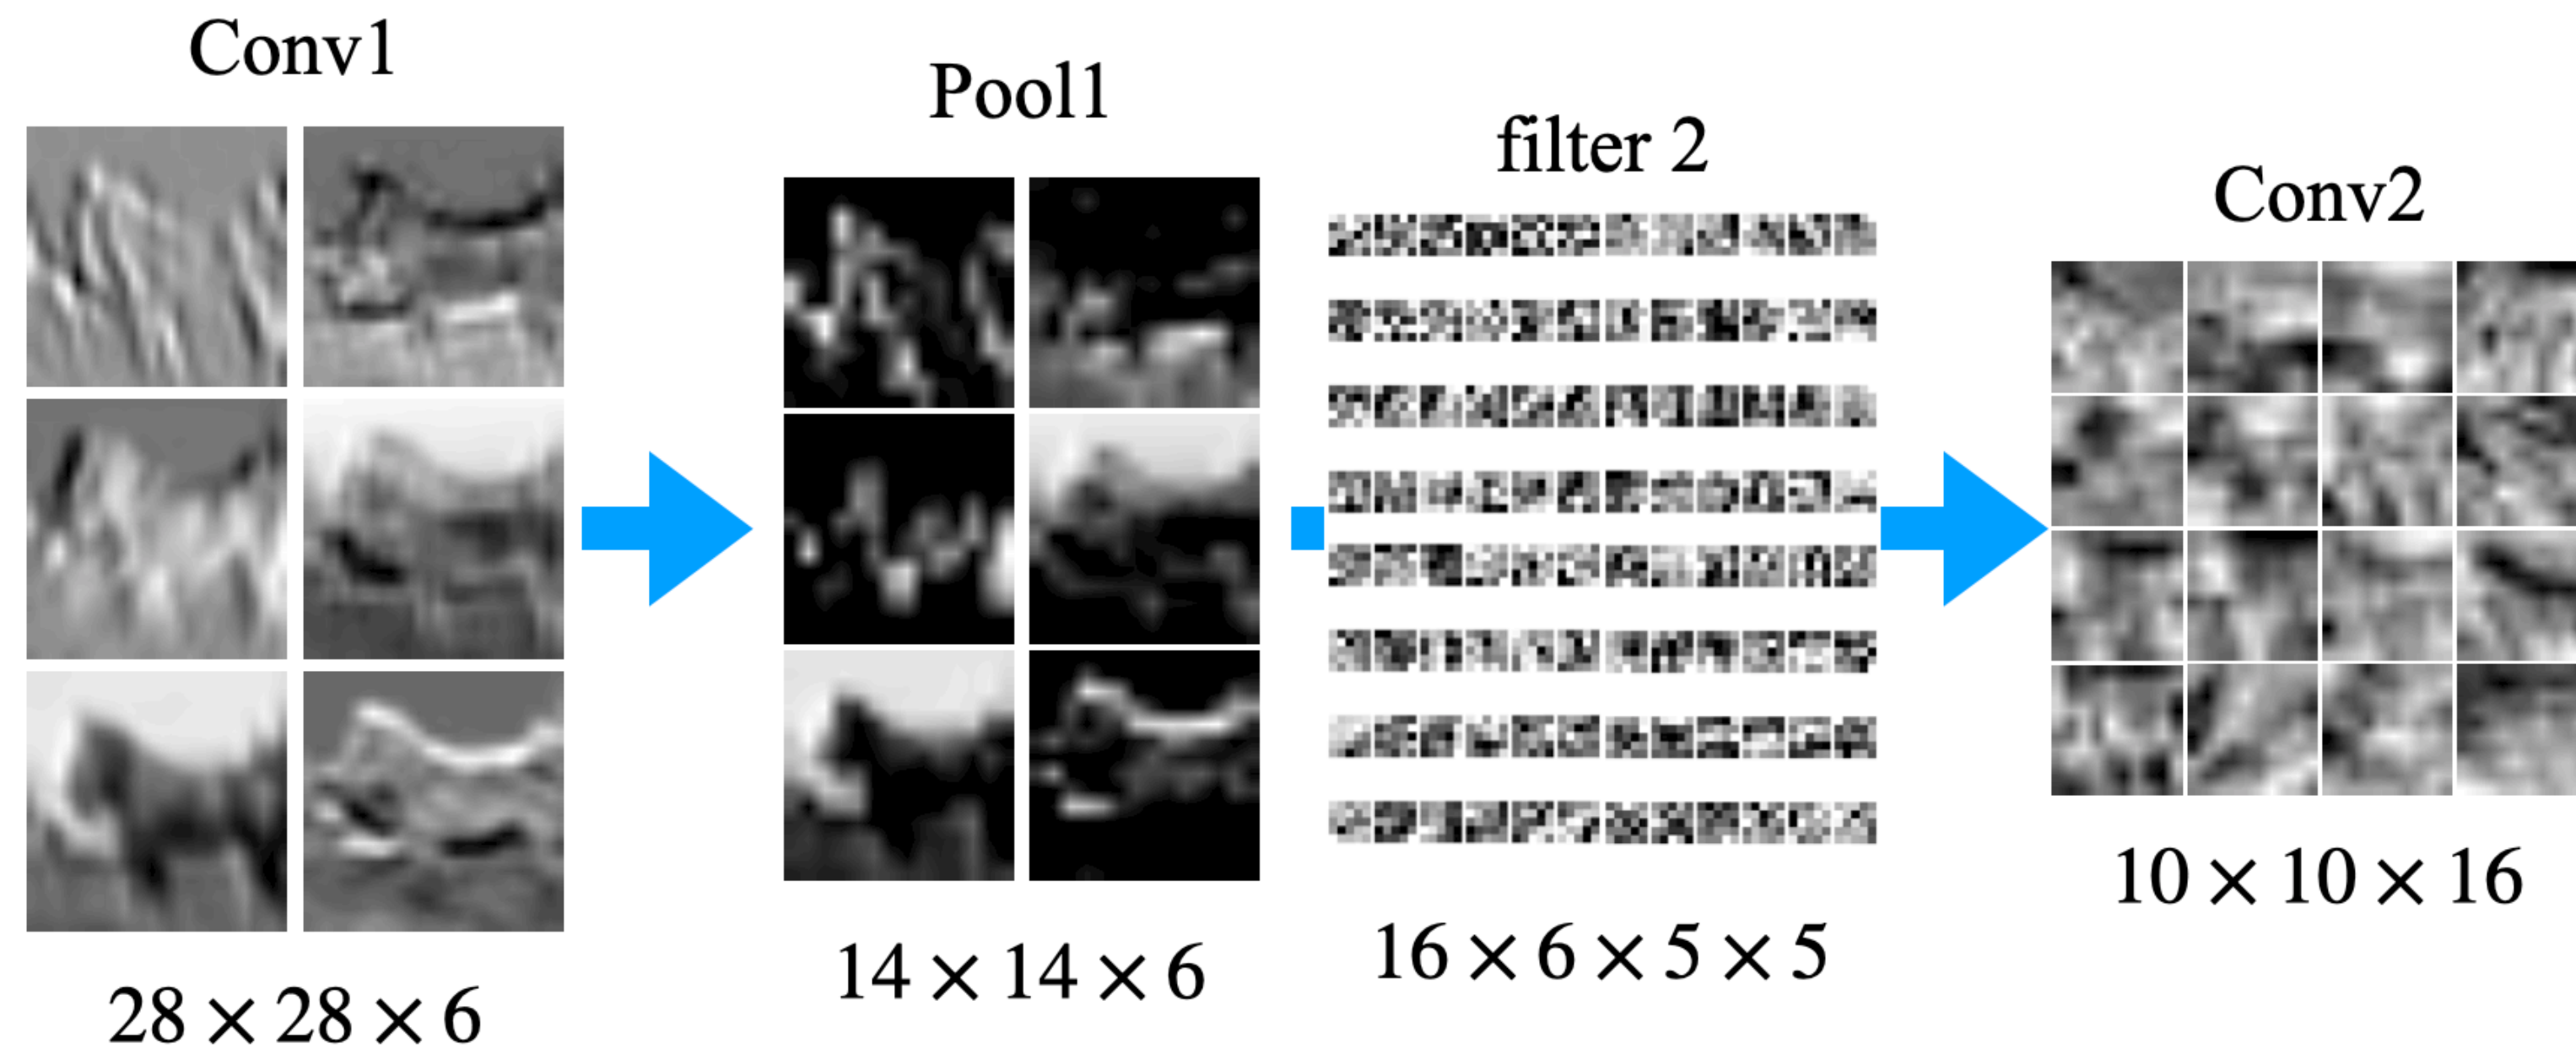 Conv1
28 × 28 × 6
Pool1
14 × 14 × 6
filter 2
16 × 6 × 5 × 5
Conv2
10 × 10 × 16